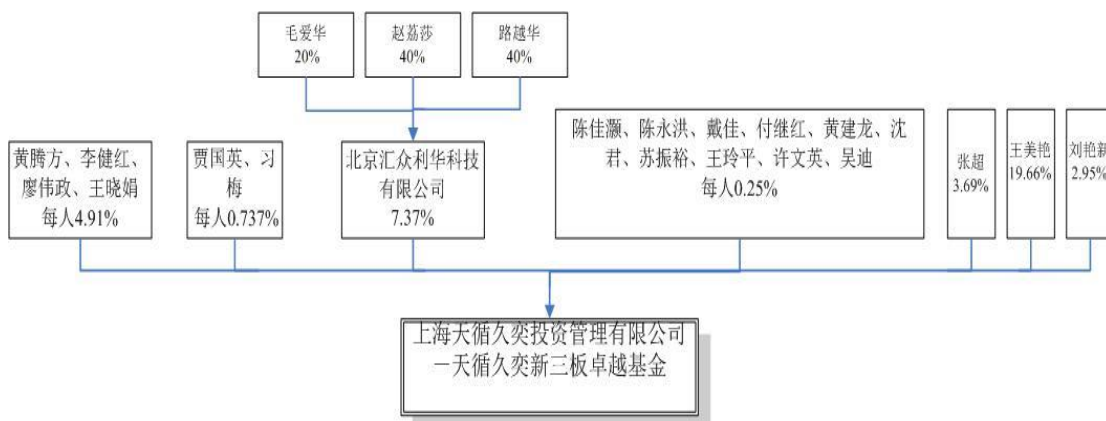 毛爱华
20%
赵荔莎
40%
路越华
40%
黄腾方、李健红、
廖伟政、王晓娟
每人4.91%
贾国英、习
梅
每人0.737%
北京汇众利华科技
有限公司
7.37%
陈佳灏、陈永洪、戴佳、付继红、黄建龙、沈
君、苏振裕、王玲平、许文英、吴迪
每人0.25%
张超
3.69%
王美艳
19.66%
刘艳新
2.95%
上海天循久奕投资管理有限公司
－天循久奕新三板卓越基金